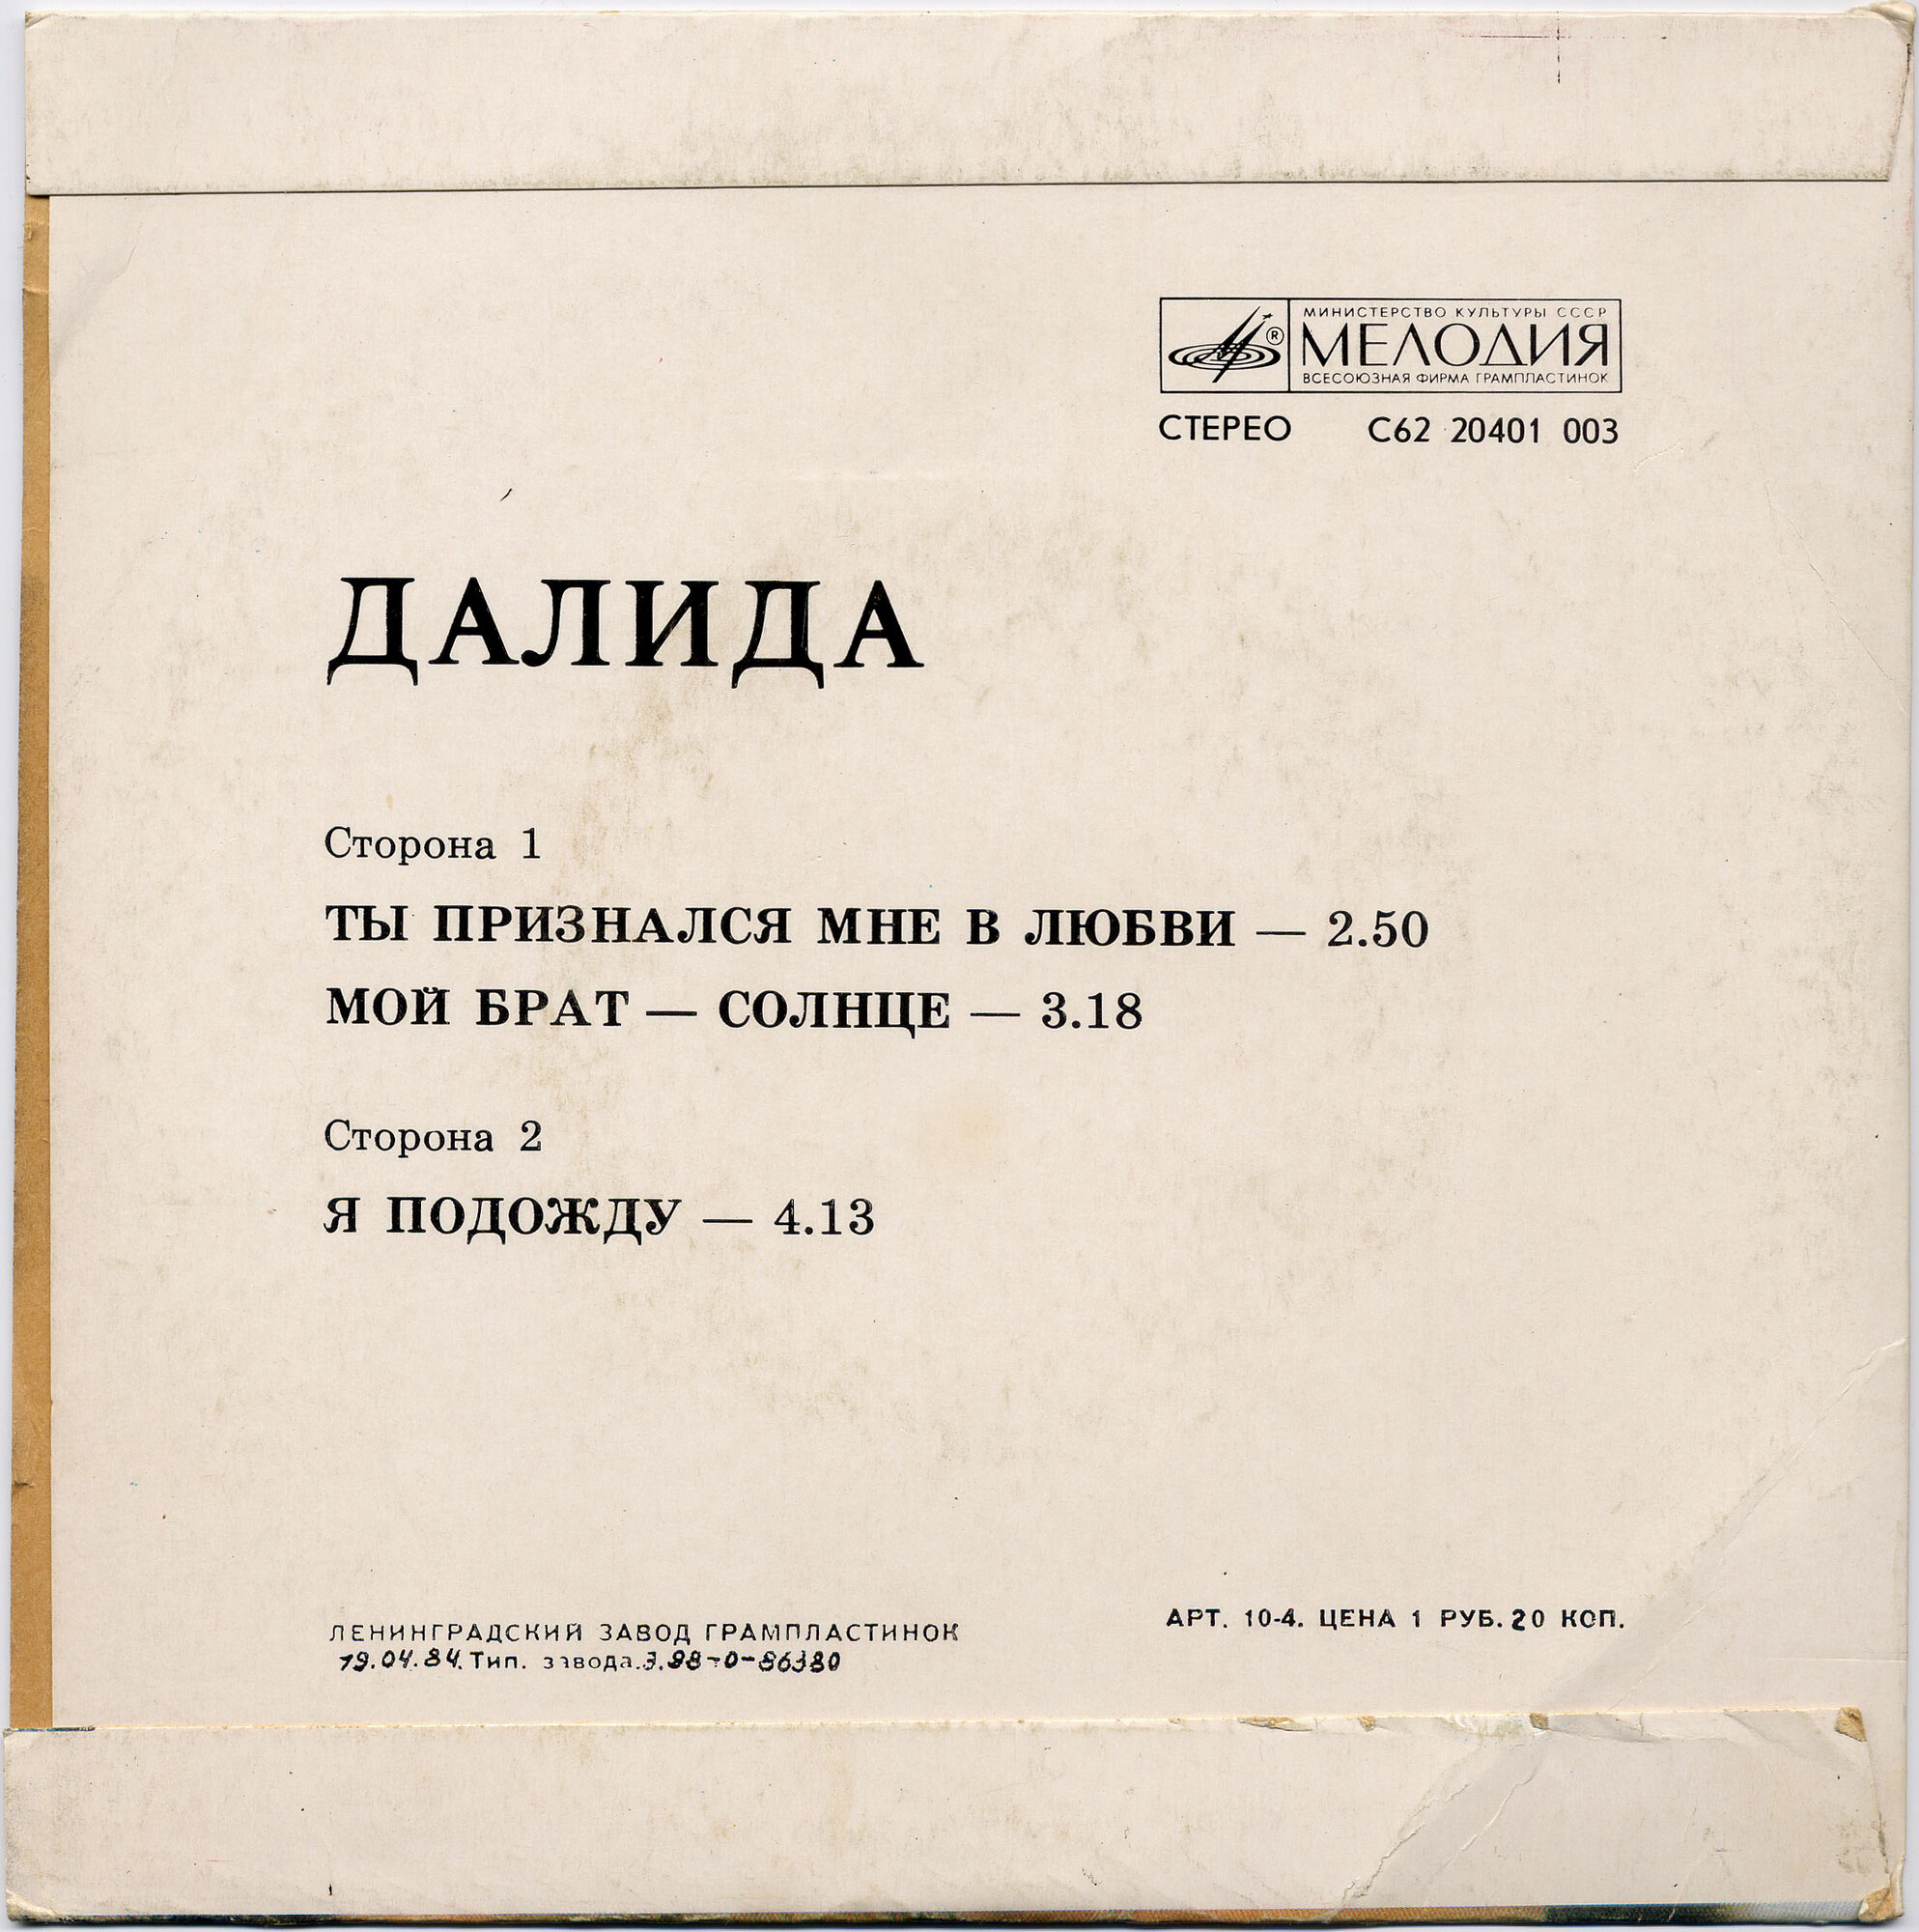 МИНИСТЕРСТВО КУЛЬТУРЫ СССР
МЕЛОДИЯ
ВСЕСОЮЗНАЯ ФИРМА ГРАМПЛАСТИНОК
СТЕРЕО С62 20401 003
ДАЛИДА
Сторона 1
ТЫ ПРИЗНАЛСЯ МНЕ В ЛЮБВИ — 2.50
МОЙ БРАТ — СОЛНЦЕ — 3.18
Сторона 2
Я ПОДОЖДУ — 4.13
ЛЕНИНГРАДСКИЙ ЗАВОД ГРАМПЛАСТИНОК
19.04.84. Тип. завода.
АРТ. 10-4. ЦЕНА 1 РУБ. 20 КОП.